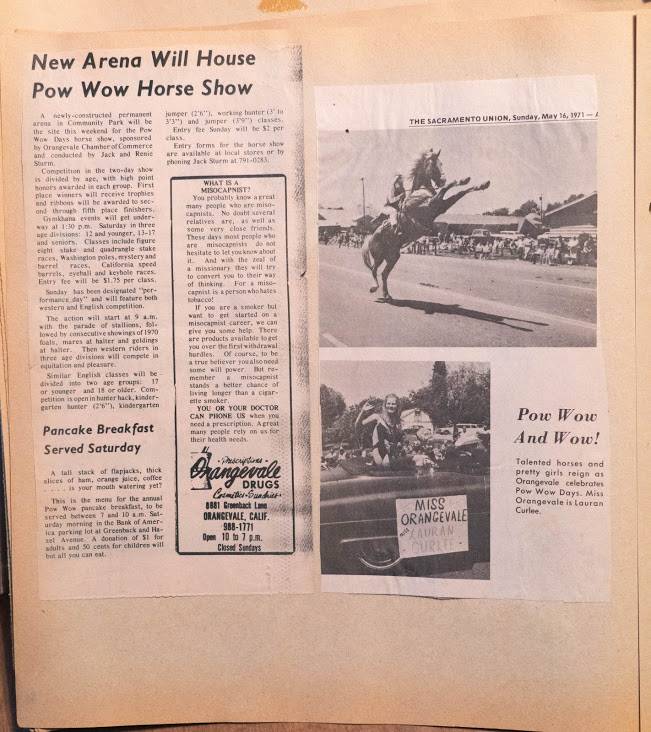 New Arena Will House
Pow Wow Horse Show
A newly-constructed permanent
arena in Community Park will be
the site this weekend for the Pow
Wow Days horse show, sponsored
by Orangevale Chamber of Commerce
and conducted by Jack and Renie
Sturm.
Competition in the two-day show
is divided by age, with high point
honors awarded in each group. First
place winners will receive trophies
and ribbons will be awarded to sec-
ond through fifth place finishers.
Gymkhana events will get under-
way at 1:30 p.m. Saturday in three
age divisions: 12 and younger, 13-17
and seniors. Classes include figure
eight stake and quadrangle stake
races, Washington poles, mystery and
barrel races, California speed
barrels, eyeball and keyhole races.
Entry fee will be $1.75 per class.
Sunday has been designated "per-
formance day" and will feature both
western and English competition.
The action will start at 9 a.m.
with the parade of stallions, fol-
lowed by consecutive showings of 1970
foals, mares at halter and geldings
at halter. Then western riders in
three age divisions will compete in
equitation and pleasure.
Similar English classes will be
divided into two age groups: 17
or younger and 18 or older. Com-
petition is open in hunter hack, kinder-
garten hunter (2'6"), kindergarten
jumper (2'6"), working hunter (3' to
3'3") and jumper (3'9") classes.
Entry fee Sunday will be $2 per
class.
Entry forms for the horse show
are available at local stores or by
phoning Jack Sturm at 791-0283.
Pancake Breakfast
Served Saturday
A tall stack of flapjacks, thick
slices of ham, orange juice, coffee
. . . . is your mouth watering yet?
This is the menu for the annual
Pow Wow pancake breakfast, to be
served between 7 and 10 a.m. Sat-
urday morning in the Bank of Amer-
ica parking lot at Greenback and Ha-
zel Avenue. A donation of $1 for
adults and 50 cents for children will
buy all you can eat.
WHAT IS A
MISOCAPNIST?
You probably know a great
many people who are miso-
capnists. No doubt several
relatives are, as well as
some very close friends.
These days most people who
are misocapnists do not
hesitate to let you know about
it. And with the zeal of
a missionary they will try
to convert you to their way
of thinking. For a miso-
capnist is a person who hates
tobacco!
If you are a smoker but
want to get started on a
misocapnist career, we can
give you some help. There
are products available to get
you over the first withdrawal
hurdles. Of course, to be
a true believer you also need
some will power. But re-
member a misocapnist
stands a better chance of
living longer than a cigar-
ette smoker.
YOU OR YOUR DOCTOR
CAN PHONE US when you
need a prescription. A great
many people rely on us for
their health needs.
Prescriptions
Orangevale
DRUGS
Cosmetics-Sundries
8881 Greenback Lane
ORANGEVALE, CALIF.
988-1771
Open 10 to 7 p.m.
Closed Sundays
THE SACRAMENTO UNION, Sunday, May 16, 1971 — A
MISS
ORANGEVALE
LAURAN
CURLEE
Pow Wow
And Wow!
Talented horses and
pretty girls reign as
Orangevale celebrates
Pow Wow Days. Miss
Orangevale is Lauran
Curlee.